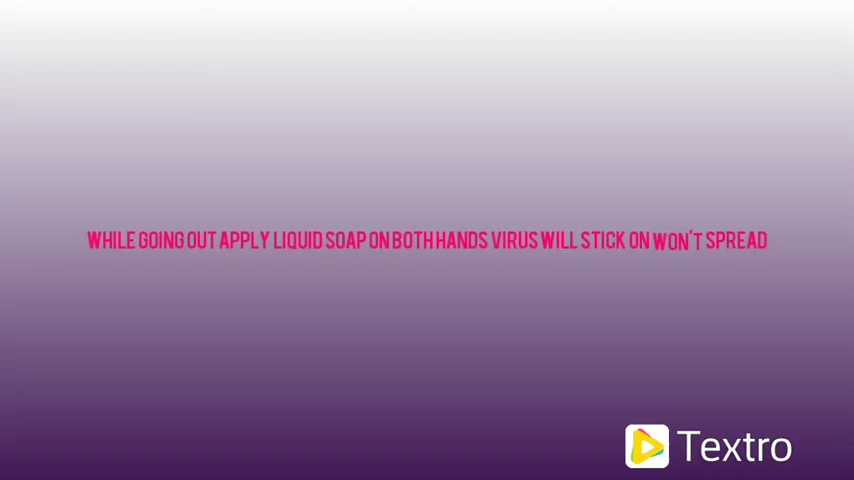 WHILE GOING OUT APPLY LIQUID SOAP ON BOTH HANDS VIRUS WILL STICK ON WON'T SPREAD
Textro